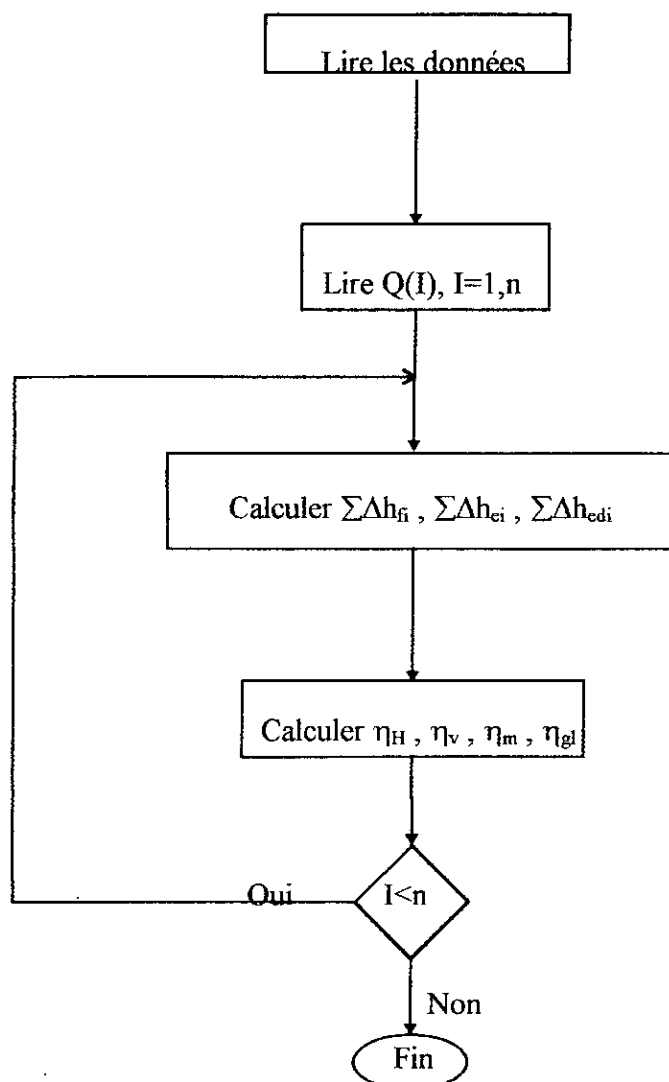 Lire les données
Lire Q(I), I=1,n
Calculer ∑Δh_fi , ∑Δh_ei , ∑Δh_edi
Calculer η_H , η_v , η_m , η_gl
Oui
I<n
Non
Fin